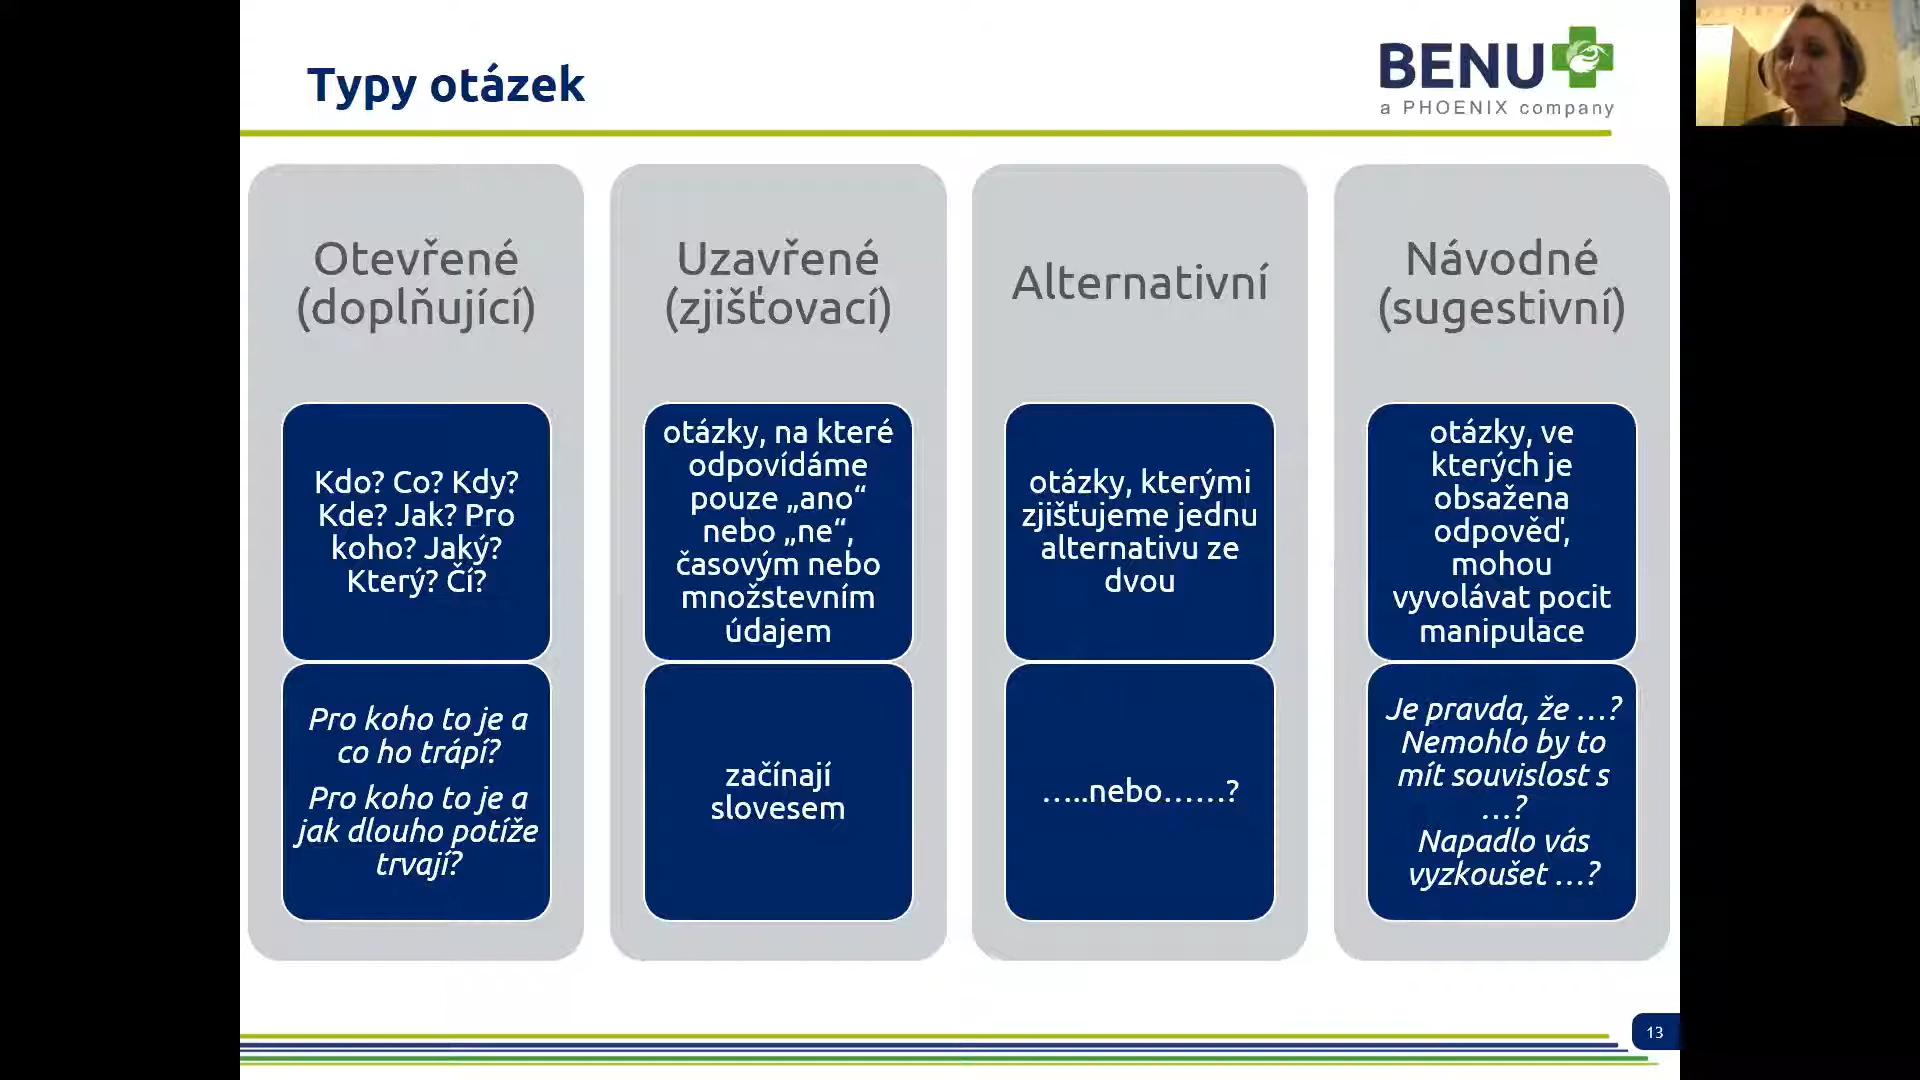 Typy otázek
BENU
a PHOENIX company
Otevřené
(doplňující)
Kdo? Co? Kdy?
Kde? Jak? Pro
koho? Jaký?
Který? Čí?
Pro koho to je a
co ho trápí?
Pro koho to je a
jak dlouho potíže
trvají?
Uzavřené
(zjišťovací)
otázky, na které
odpovídáme
pouze „ano“
nebo „ne“,
časovým nebo
množstevním
údajem
začínají
slovesem
Alternativní
otázky, kterými
zjišťujeme jednu
alternativu ze
dvou
…..nebo……?
Návodné
(sugestivní)
otázky, ve
kterých je
obsažena
odpověď,
mohou
vyvolávat pocit
manipulace
Je pravda, že …?
Nemohlo by to
mít souvislost s
…?
Napadlo vás
vyzkoušet …?
13